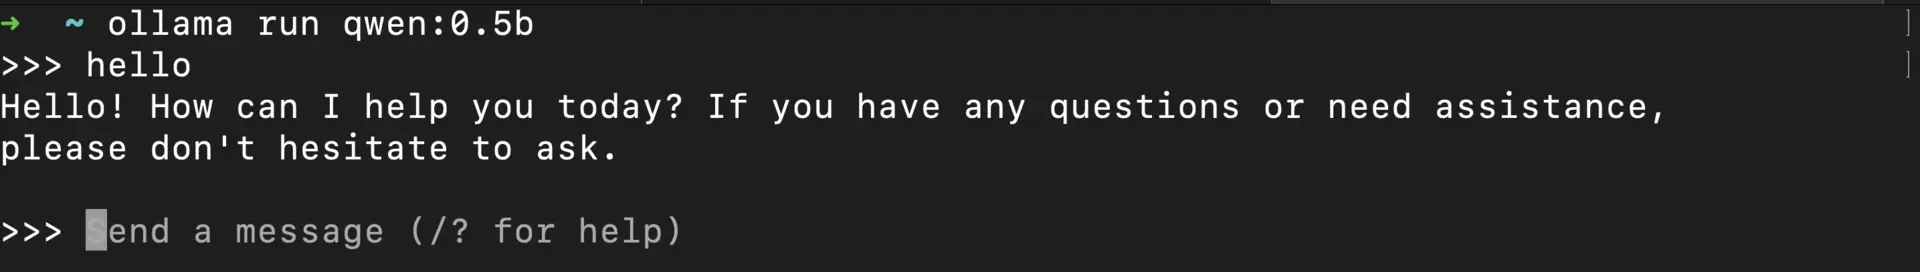 ➜  ~ ollama run qwen:0.5b
>>> hello
Hello! How can I help you today? If you have any questions or need assistance,
please don't hesitate to ask.
>>> Send a message (/? for help)